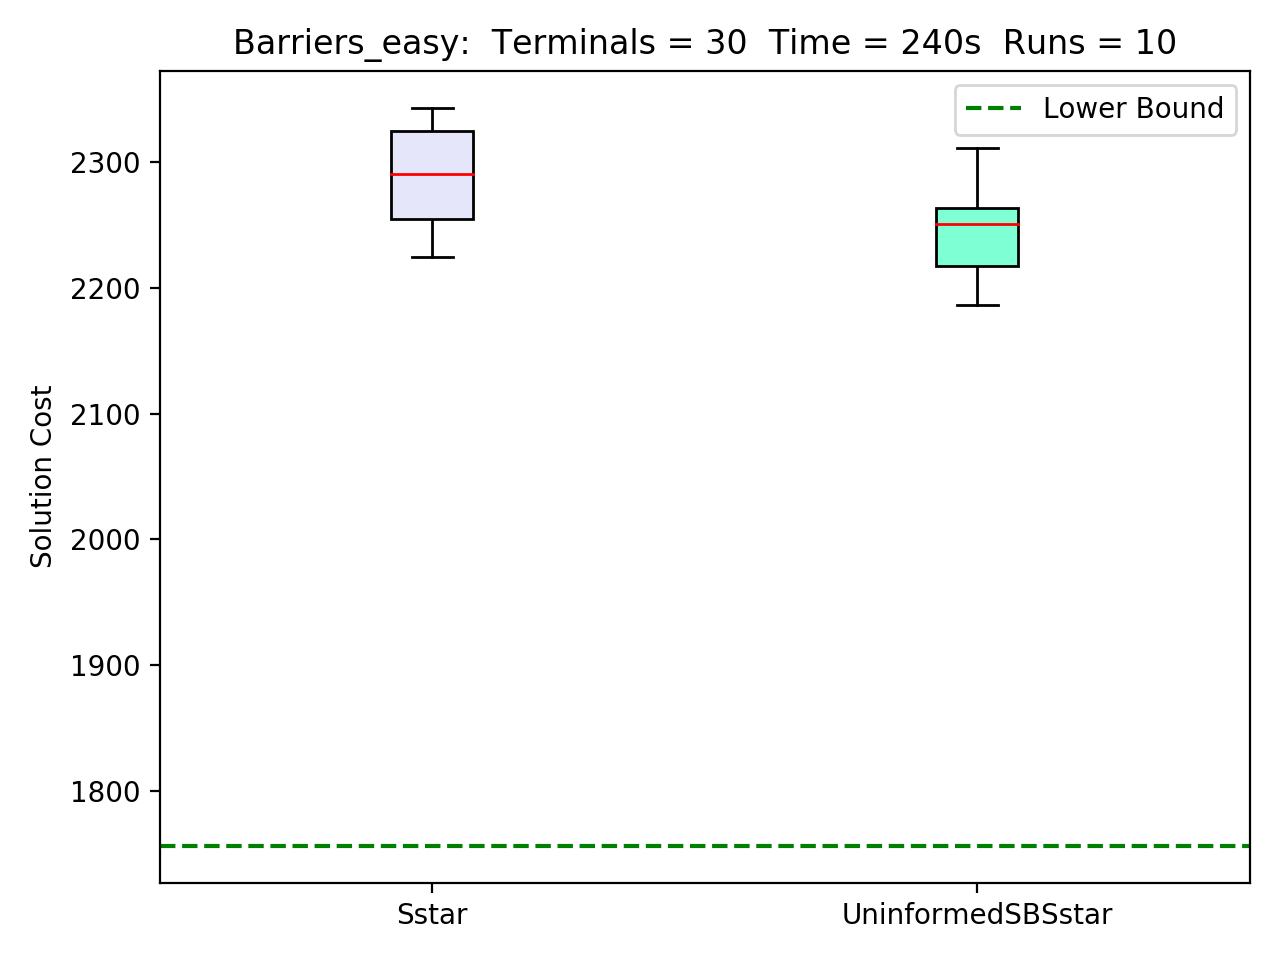 Barriers_easy:  Terminals = 30  Time = 240s  Runs = 10
Lower Bound
Solution Cost
2300
2200
2100
2000
1900
1800
Sstar
UninformedSBSstar